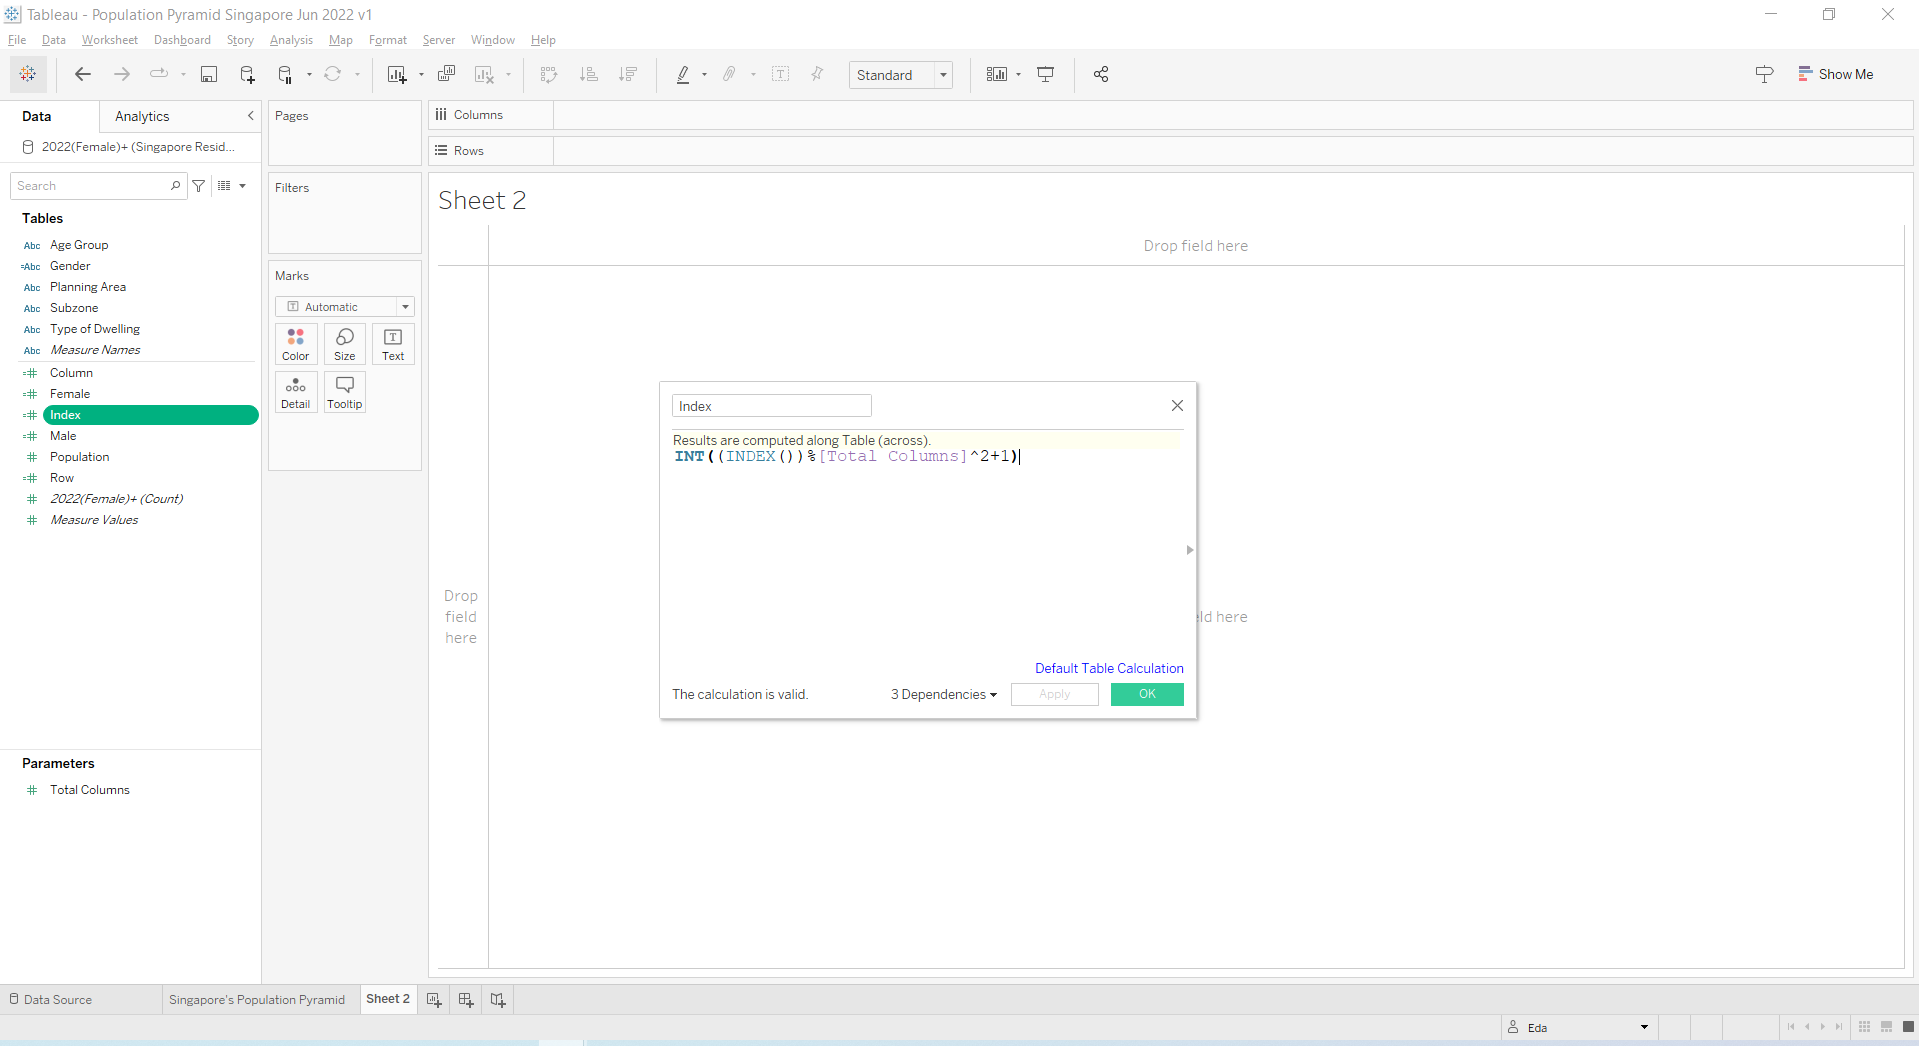 Tableau - Population Pyramid Singapore Jun 2022 v1
File Data Worksheet Dashboard Story Analysis Map Format Server Window Help
Standard
Show Me
Data Analytics
2022(Female)+ (Singapore Resid...
Search
Tables
Abc Age Group
=Abc Gender
Abc Planning Area
Abc Subzone
Abc Type of Dwelling
Abc Measure Names
=# Column
=# Female
=# Index
=# Male
# Population
=# Row
# 2022(Female)+ (Count)
# Measure Values
Parameters
# Total Columns
Pages
Filters
Marks
Automatic
Color Size Text
Detail Tooltip
Columns
Rows
Sheet 2
Drop field here
Drop
field
here
eld here
Index
Results are computed along Table (across).
INT((INDEX())%[Total Columns]^2+1)
Default Table Calculation
The calculation is valid. 3 Dependencies Apply OK
Data Source Singapore's Population Pyramid Sheet 2
Eda